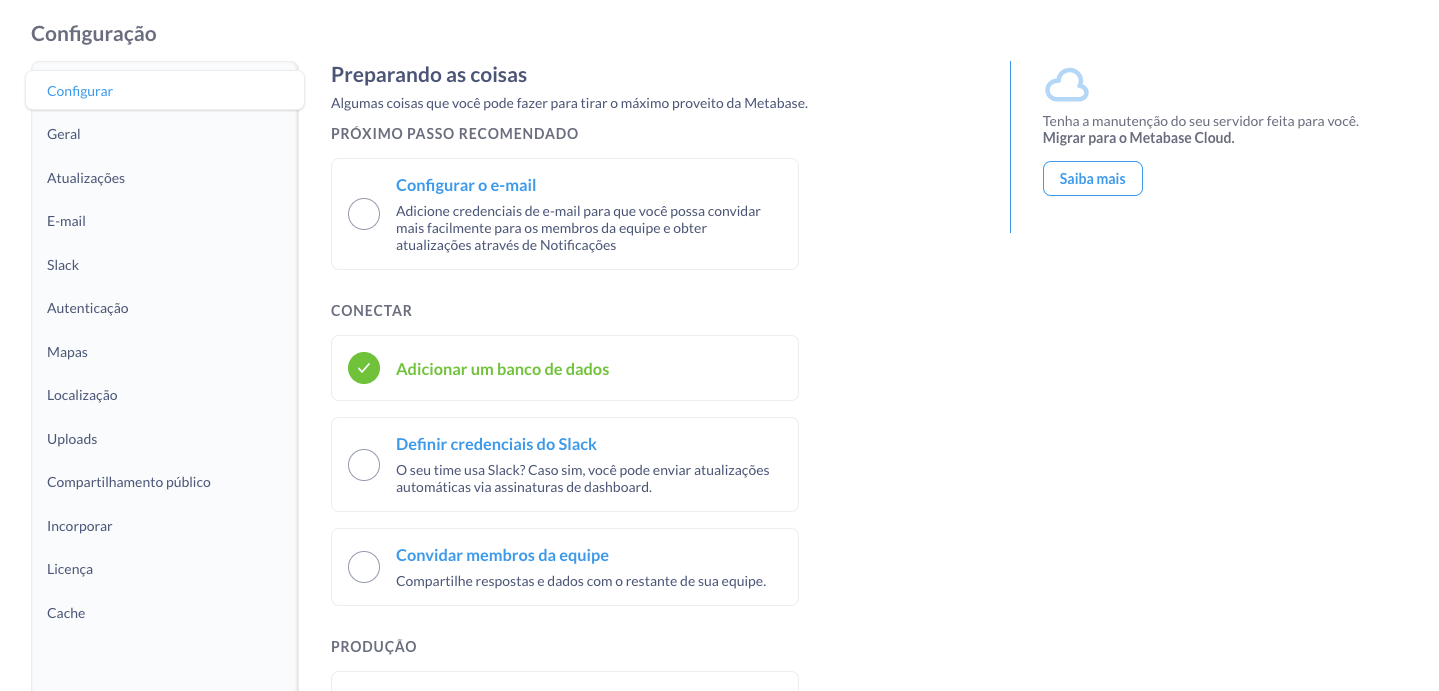 Configuração
Configurar
Geral
Atualizações
E-mail
Slack
Autenticação
Mapas
Localização
Uploads
Compartilhamento público
Incorporar
Licença
Cache
Preparando as coisas
Algumas coisas que você pode fazer para tirar o máximo proveito da Metabase.
PRÓXIMO PASSO RECOMENDADO
Configurar o e-mail
Adicione credenciais de e-mail para que você possa convidar
mais facilmente para os membros da equipe e obter
atualizações através de Notificações
CONECTAR
Adicionar um banco de dados
Definir credenciais do Slack
O seu time usa Slack? Caso sim, você pode enviar atualizações
automáticas via assinaturas de dashboard.
Convidar membros da equipe
Compartilhe respostas e dados com o restante de sua equipe.
PRODUÇÃO
Tenha a manutenção do seu servidor feita para você.
Migrar para o Metabase Cloud.
Saiba mais